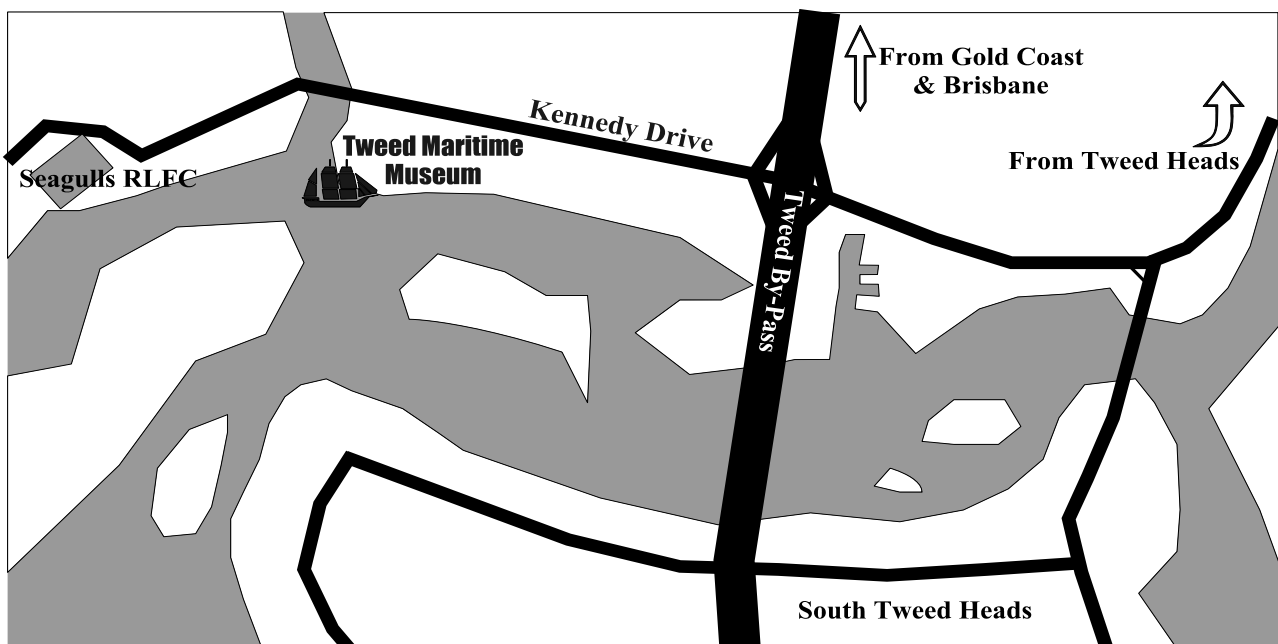 From Gold Coast
& Brisbane
Kennedy Drive
From Tweed Heads
Tweed Maritime
Museum
Seagulls RLFC
Tweed By-Pass
South Tweed Heads